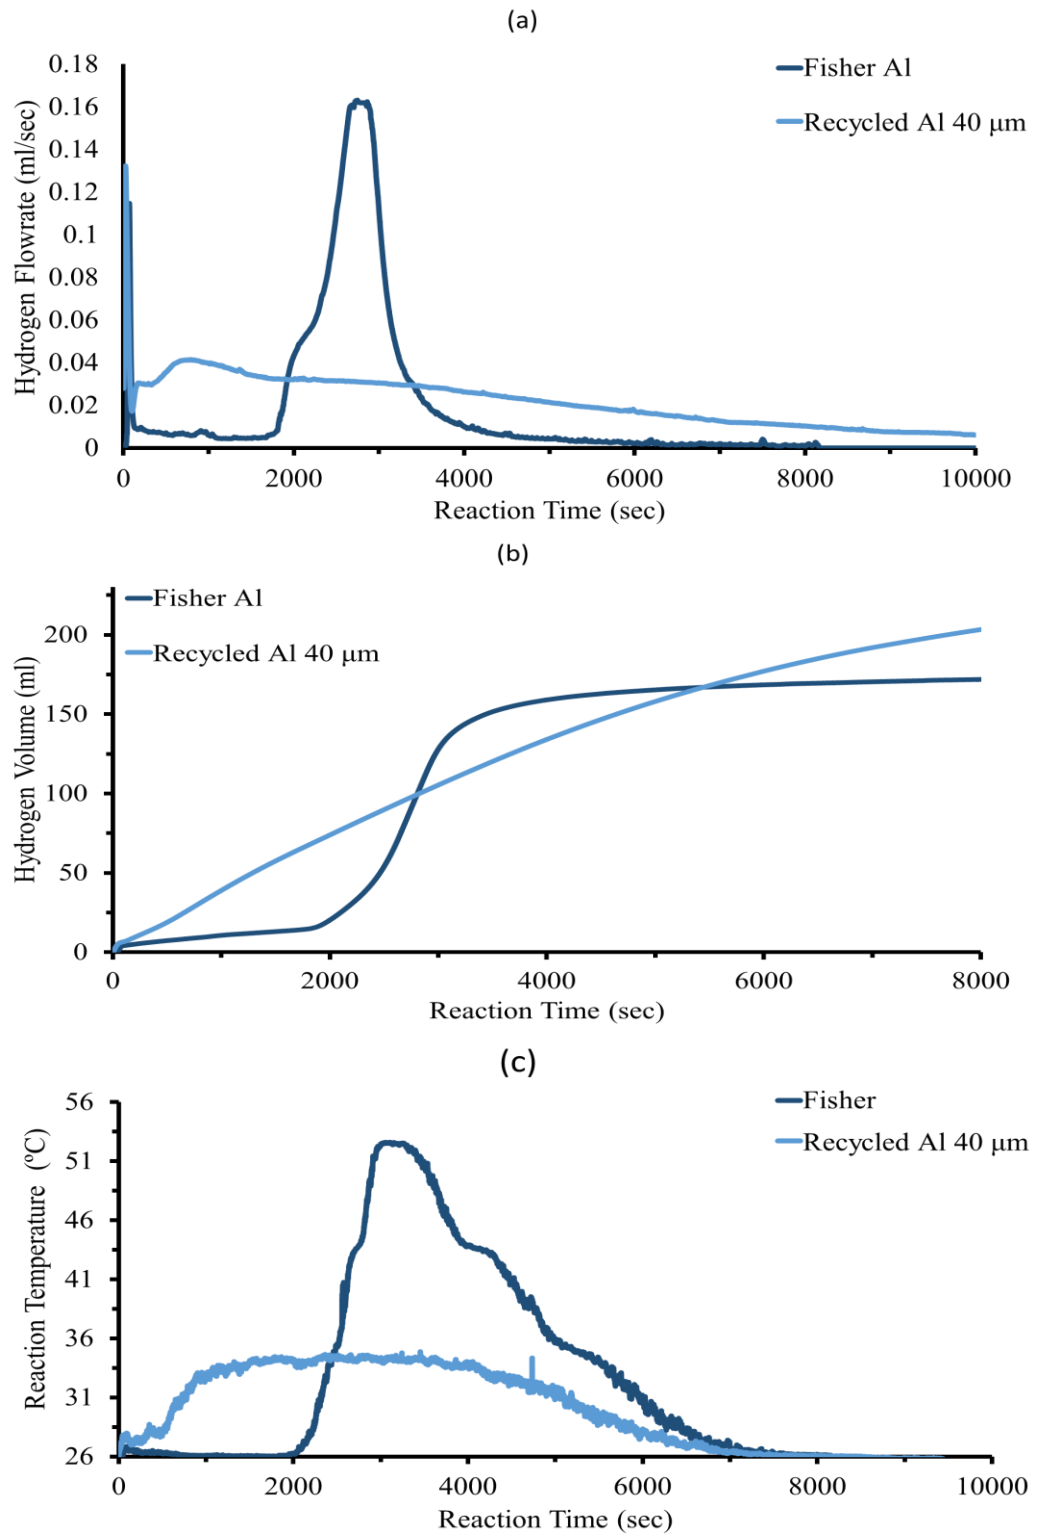 (a)
Hydrogen Flowrate (ml/sec)
0.18
0.16
0.14
0.12
0.1
0.08
0.06
0.04
0.02
0
Fisher Al
Recycled Al 40 μm
0 2000 4000 6000 8000 10000
Reaction Time (sec)
(b)
Hydrogen Volume (ml)
200
150
100
50
0
Fisher Al
Recycled Al 40 μm
0 2000 4000 6000 8000
Reaction Time (sec)
(c)
Reaction Temperature (ºC)
56
51
46
41
36
31
26
Fisher
Recycled Al 40 μm
0 2000 4000 6000 8000 10000
Reaction Time (sec)